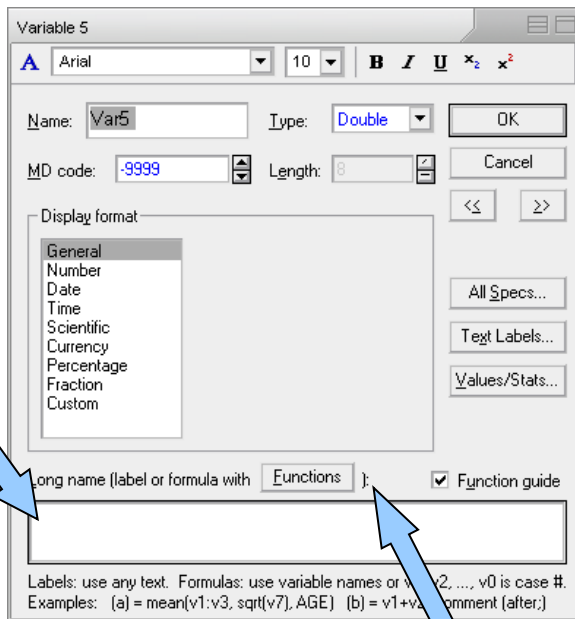 Variable 5
A Arial 10 B I U x₂ x²
Name: Var5 Type: Double OK
MD code: -9999 Length: 8 Cancel
<< >>
Display format
General
Number
Date
Time
Scientific
Currency
Percentage
Fraction
Custom
All Specs...
Text Labels...
Values/Stats...
Long name (label or formula with Functions ): Function guide
Labels: use any text. Formulas: use variable names or v2, ..., v0 is case #.
Examples: (a) = mean(v1:v3, sqrt(v7), AGE) (b) = v1+v2; (after;)